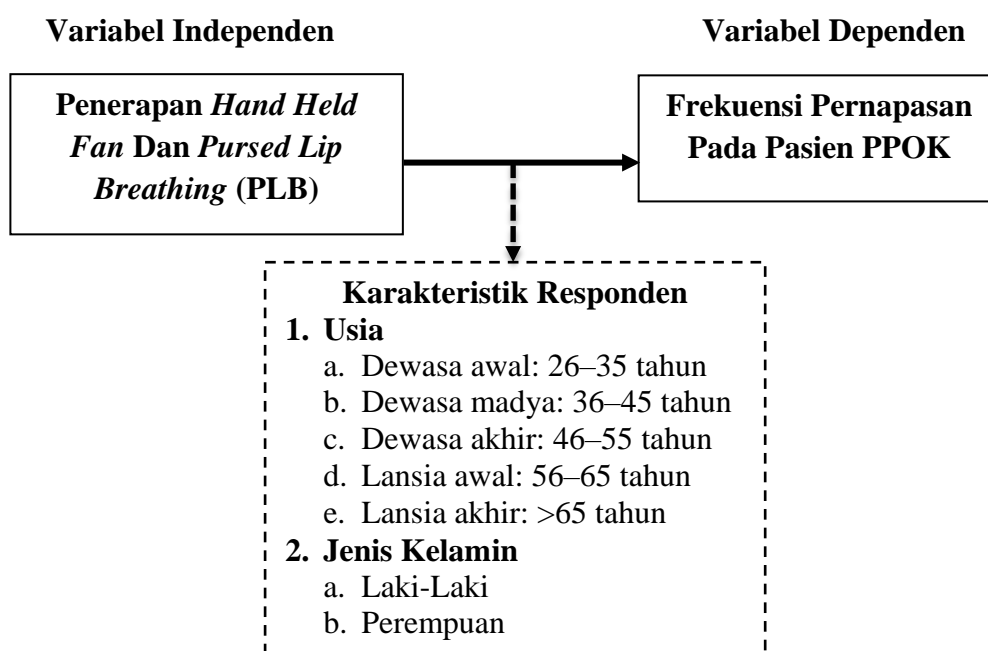 Variabel Independen
Variabel Dependen
Penerapan Hand Held
Fan Dan Pursed Lip
Breathing (PLB)
Frekuensi Pernapasan
Pada Pasien PPOK
Karakteristik Responden
1. Usia
a. Dewasa awal: 26–35 tahun
b. Dewasa madya: 36–45 tahun
c. Dewasa akhir: 46–55 tahun
d. Lansia awal: 56–65 tahun
e. Lansia akhir: >65 tahun
2. Jenis Kelamin
a. Laki-Laki
b. Perempuan